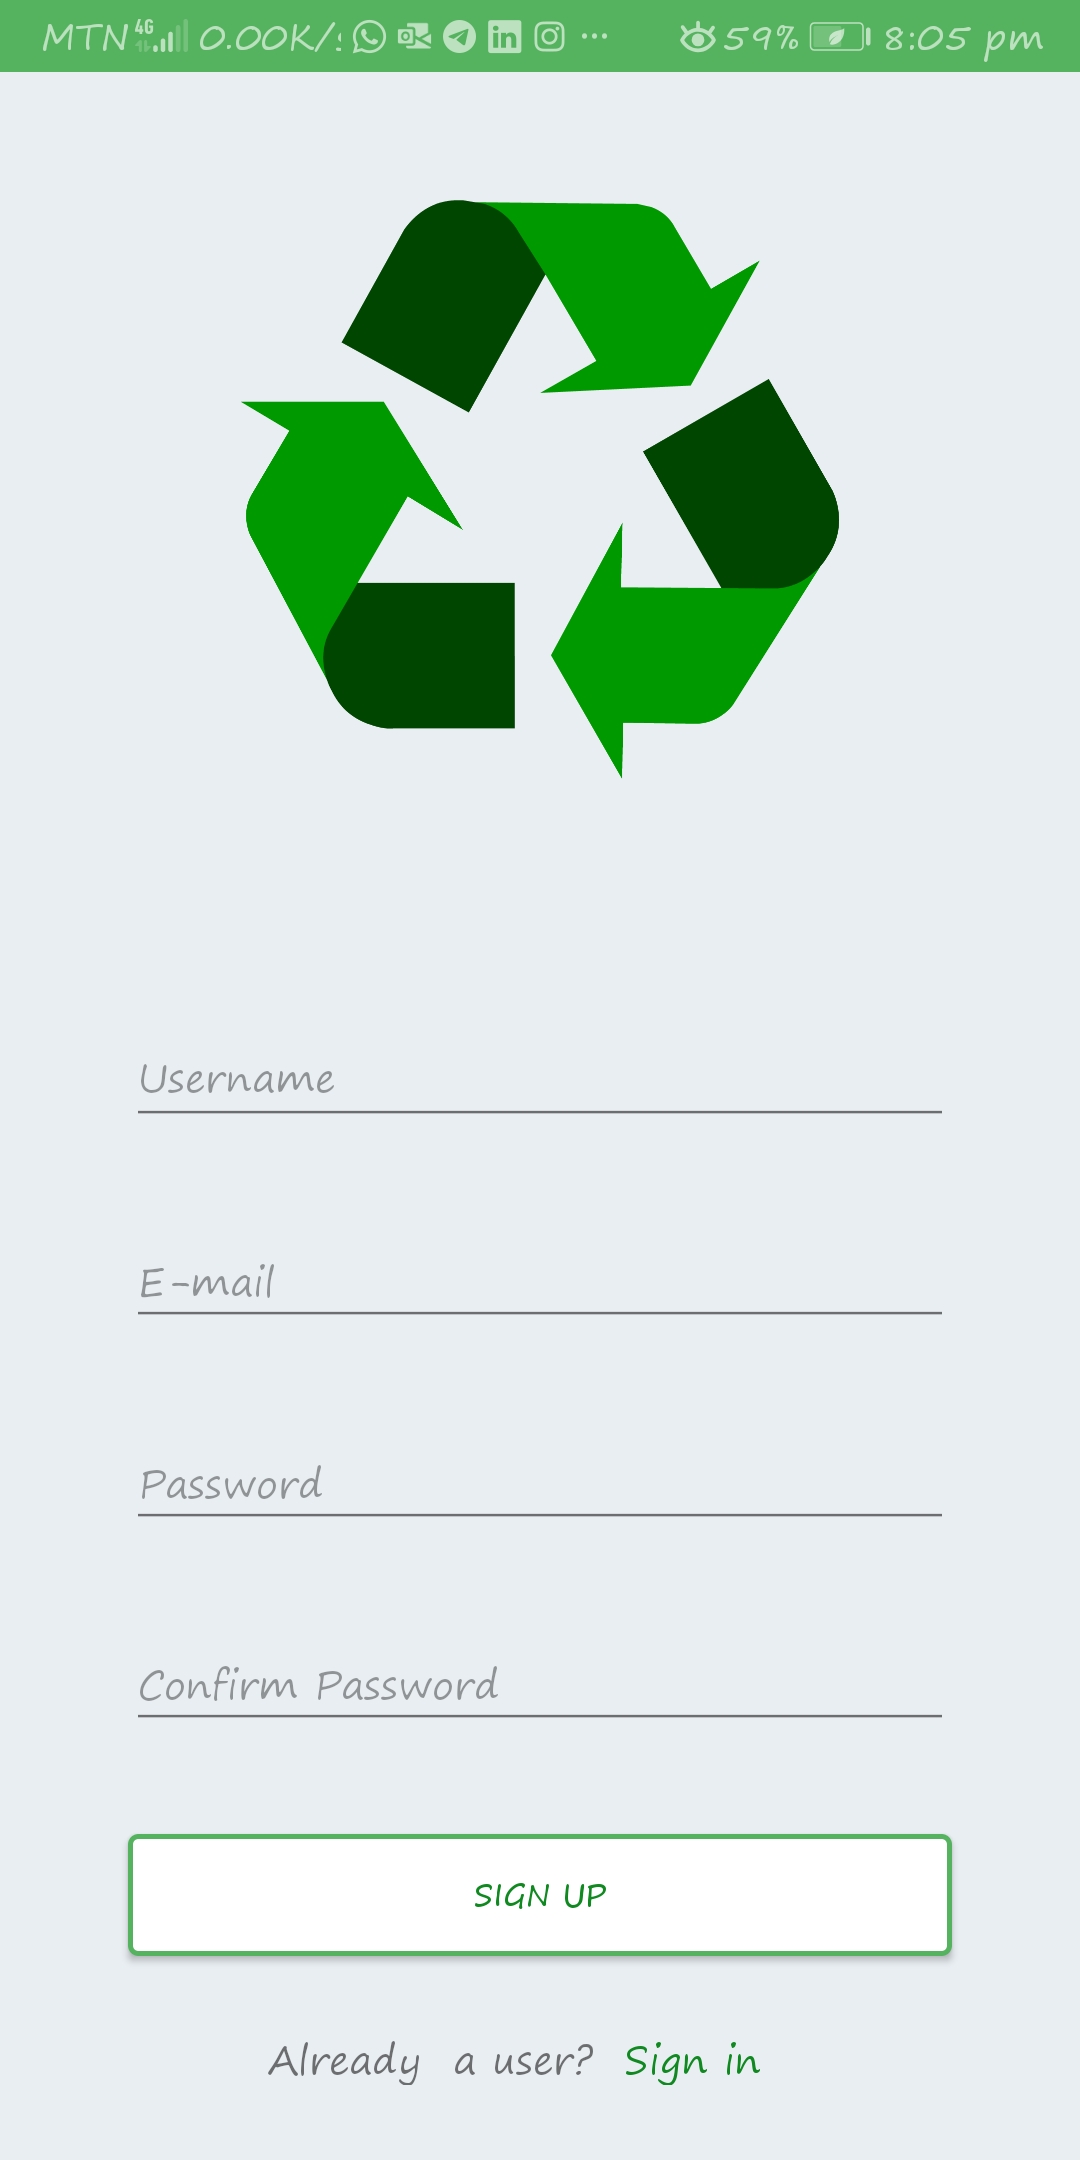 MTN 4G 0.00K/s 59% 8:05 pm
Username
E-mail
Password
Confirm Password
SIGN UP
Already a user? Sign in